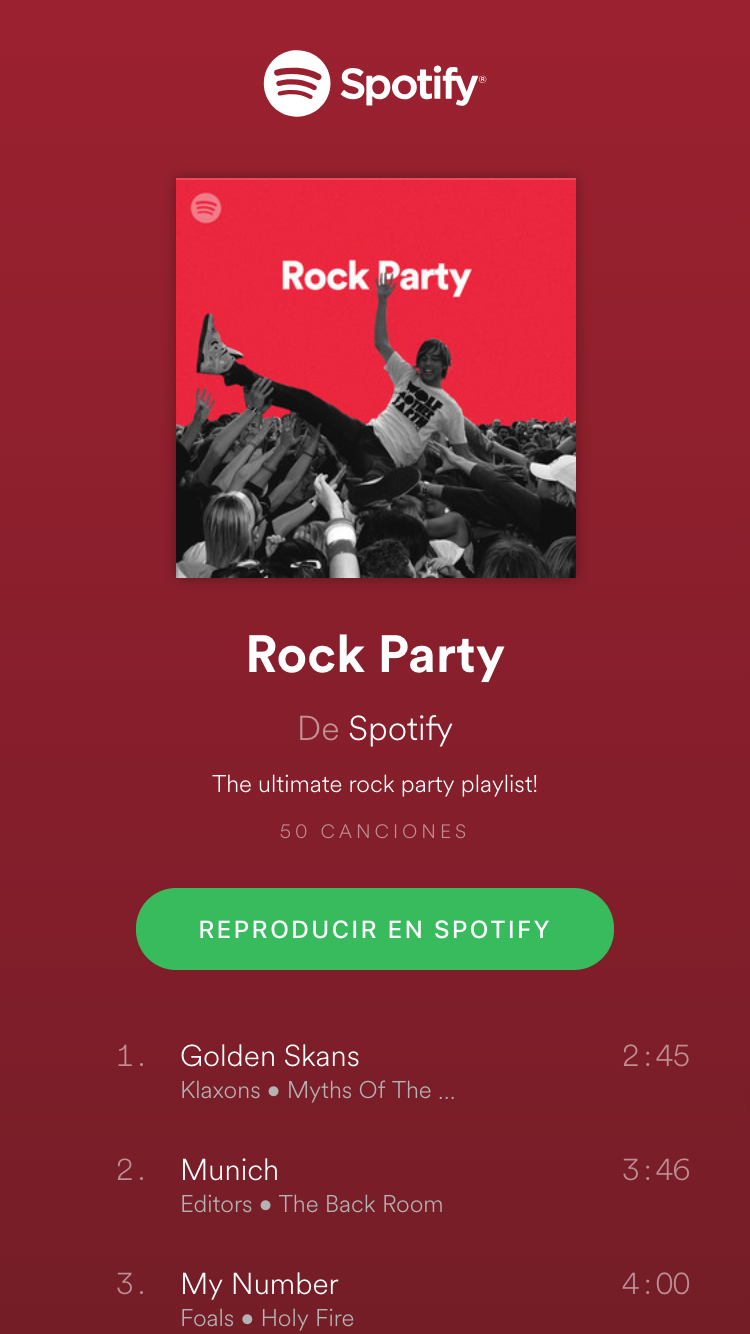 Spotify®
Rock Party
Rock Party
De Spotify
The ultimate rock party playlist!
50 CANCIONES
REPRODUCIR EN SPOTIFY
1. Golden Skans 2:45
Klaxons ● Myths Of The ...
2. Munich 3:46
Editors ● The Back Room
3. My Number 4:00
Foals ● Holy Fire